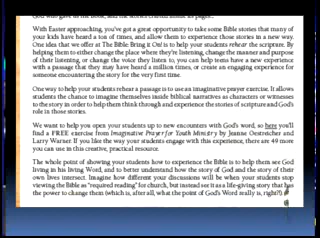 With Easter approaching, you've got a great opportunity to take some Bible stories that many of
your kids have heard a ton of times, and allow them to experience those stories in a new way.
One idea that we offer at The Bible: Bring it On! is to help your students rehear the scripture. By
helping them to either change the place where they're listening, change the manner and purpose
of their listening, or change the voice they listen to, you can help teens have a new experience
with a passage that they may have heard a million times, or create an engaging experience for
someone encountering the story for the very first time.
One way to help your students rehear a passage is to use an imaginative prayer exercise. It allows
students the chance to imagine themselves inside biblical narratives as characters or witnesses
to the story in order to help them think through and experience the stories of scripture and God's
role in those stories.
We want to help you open your students up to new encounters with God's word, so here you'll
find a FREE exercise from Imaginative Prayer for Youth Ministry by Jeanne Oestreicher and
Larry Warner. If you like the way your students engage with this experience, there are 49 more
you can use in this creative, practical resource.
The whole point of showing your students how to experience the Bible is to help them see God
living in his living Word, and to better understand how the story of God and the story of their
own lives intersect. Imagine how different your discussions will be when your students stop
viewing the Bible as "required reading" for church, but instead see it as a life-giving story that has
the power to change them (which is, after all, what the point of God's Word really is, right?!)